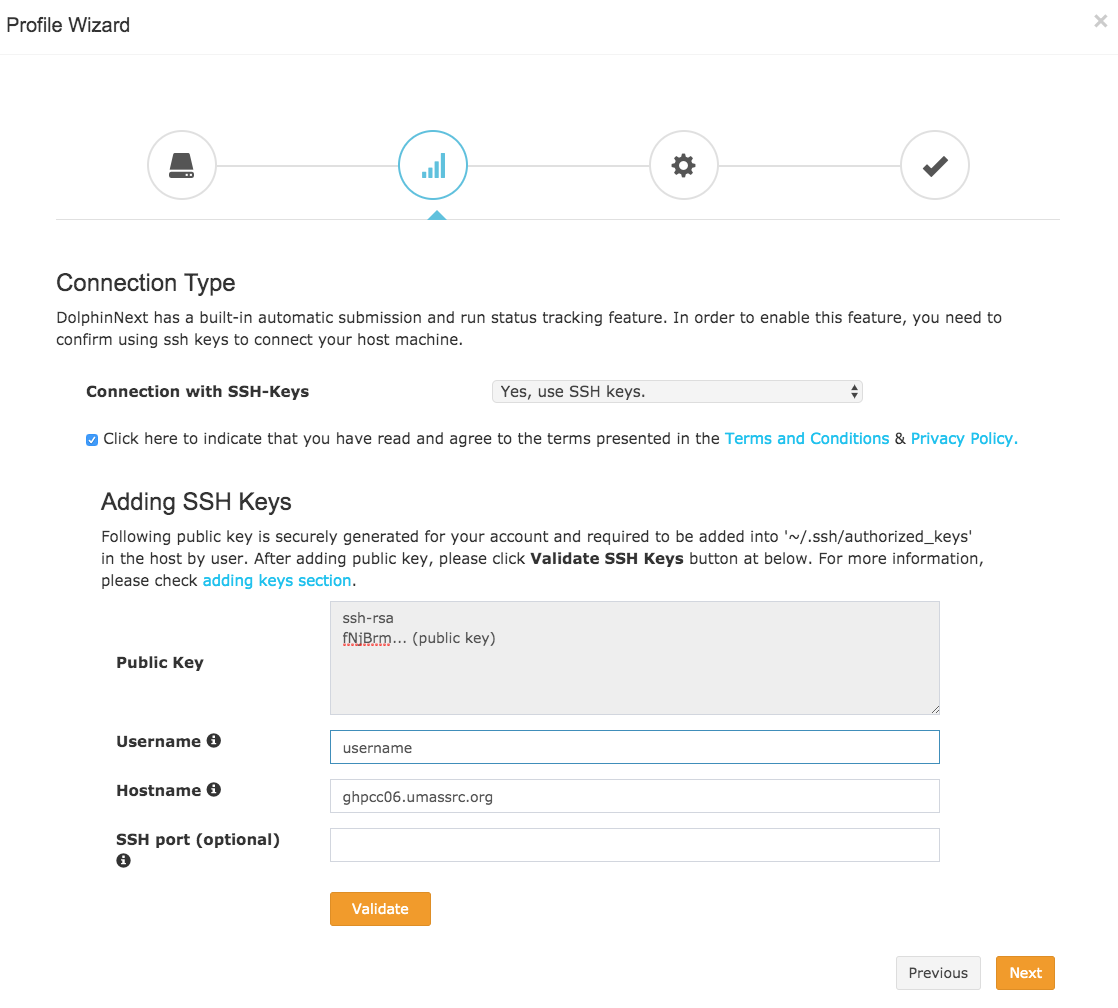 Profile Wizard
×
Connection Type
DolphinNext has a built-in automatic submission and run status tracking feature. In order to enable this feature, you need to
confirm using ssh keys to connect your host machine.
Connection with SSH-Keys
Yes, use SSH keys.
Click here to indicate that you have read and agree to the terms presented in the Terms and Conditions & Privacy Policy.
Adding SSH Keys
Following public key is securely generated for your account and required to be added into '~/.ssh/authorized_keys'
in the host by user. After adding public key, please click Validate SSH Keys button at below. For more information,
please check adding keys section.
Public Key
ssh-rsa
fNjBrm... (public key)
Username
username
Hostname
ghpcc06.umassrc.org
SSH port (optional)
Validate
Previous
Next